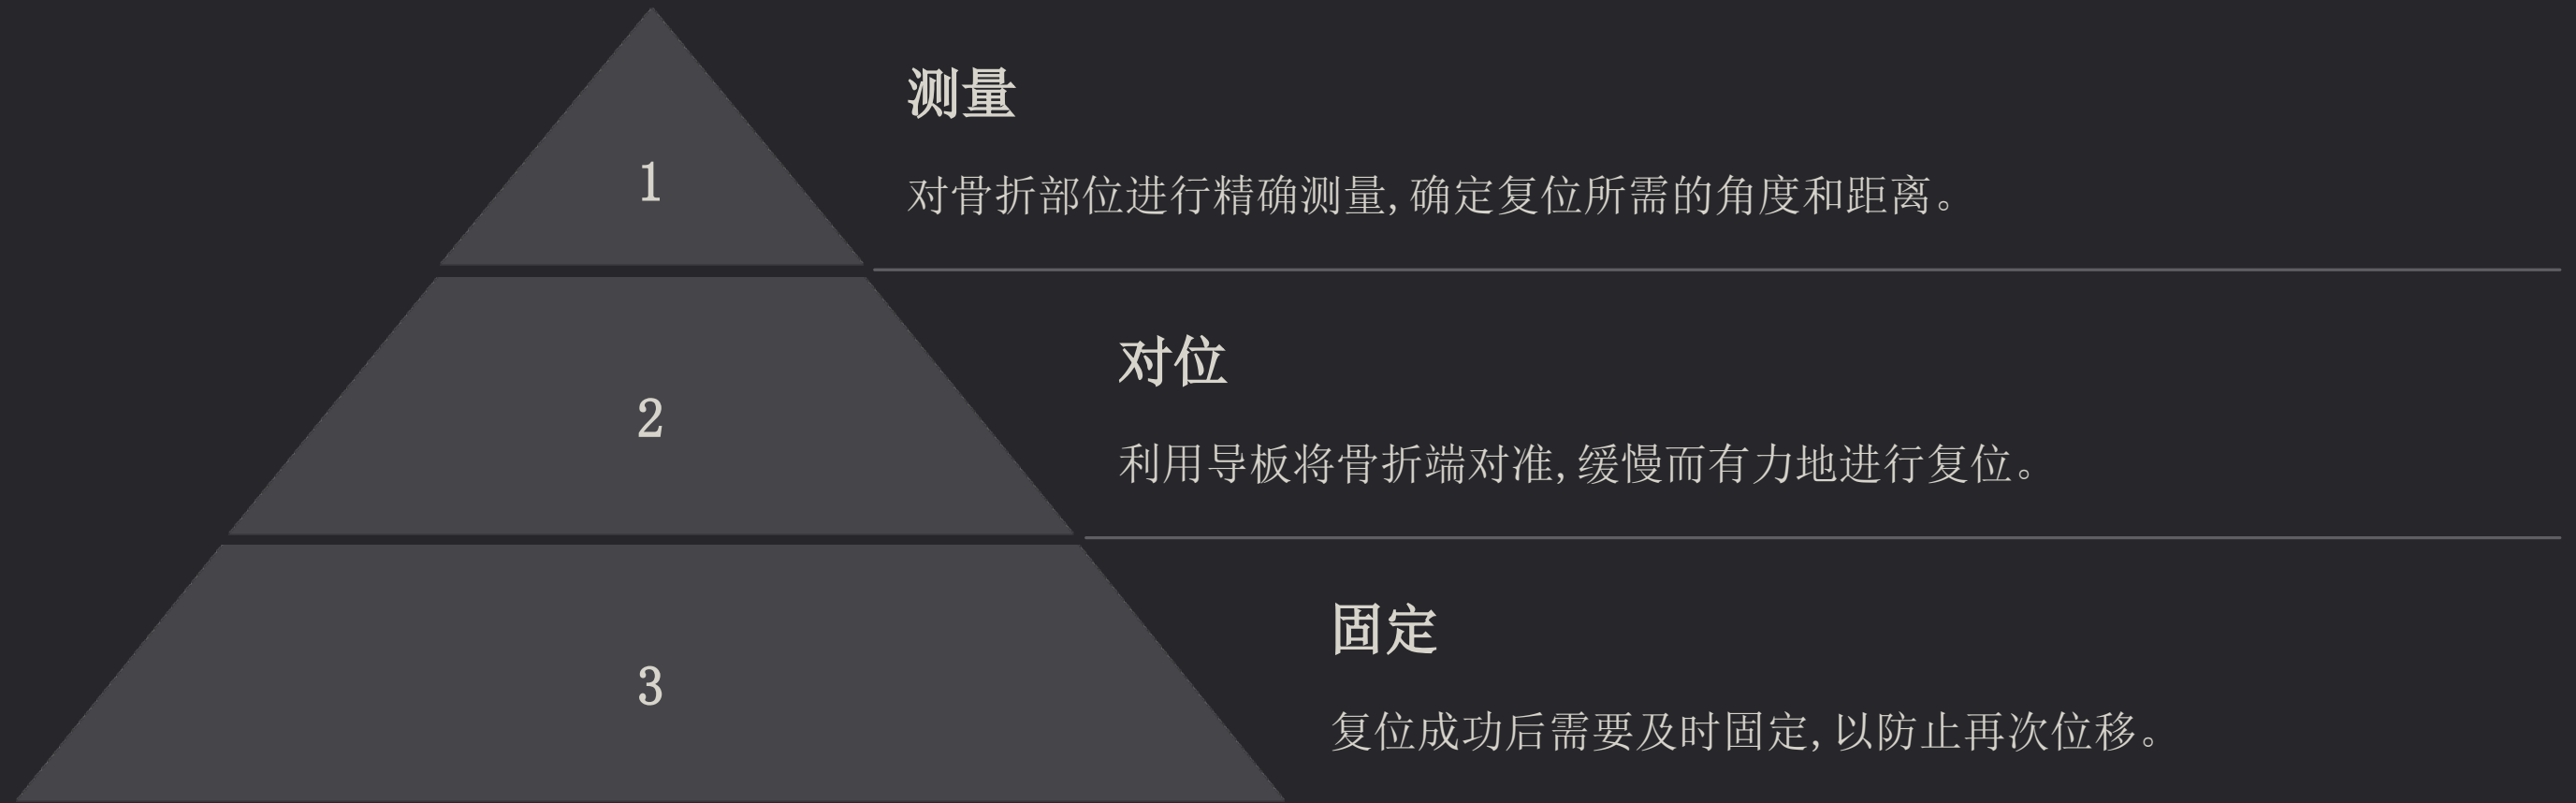 测量
1
对骨折部位进行精确测量,确定复位所需的角度和距离。
对位
2
利用导板将骨折端对准,缓慢而有力地进行复位。
固定
3
复位成功后需要及时固定,以防止再次位移。